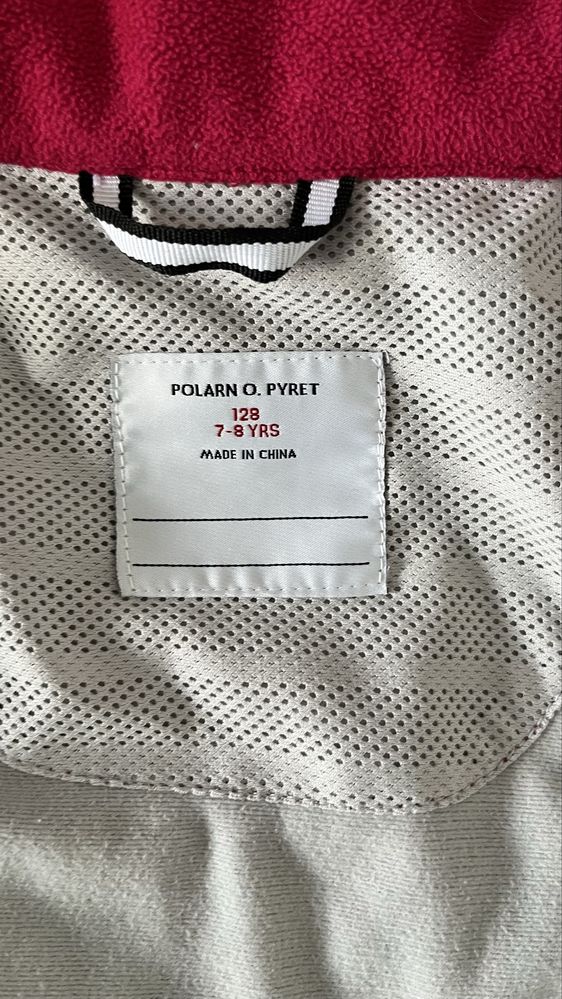 POLARN O. PYRET
128
7-8 YRS
MADE IN CHINA